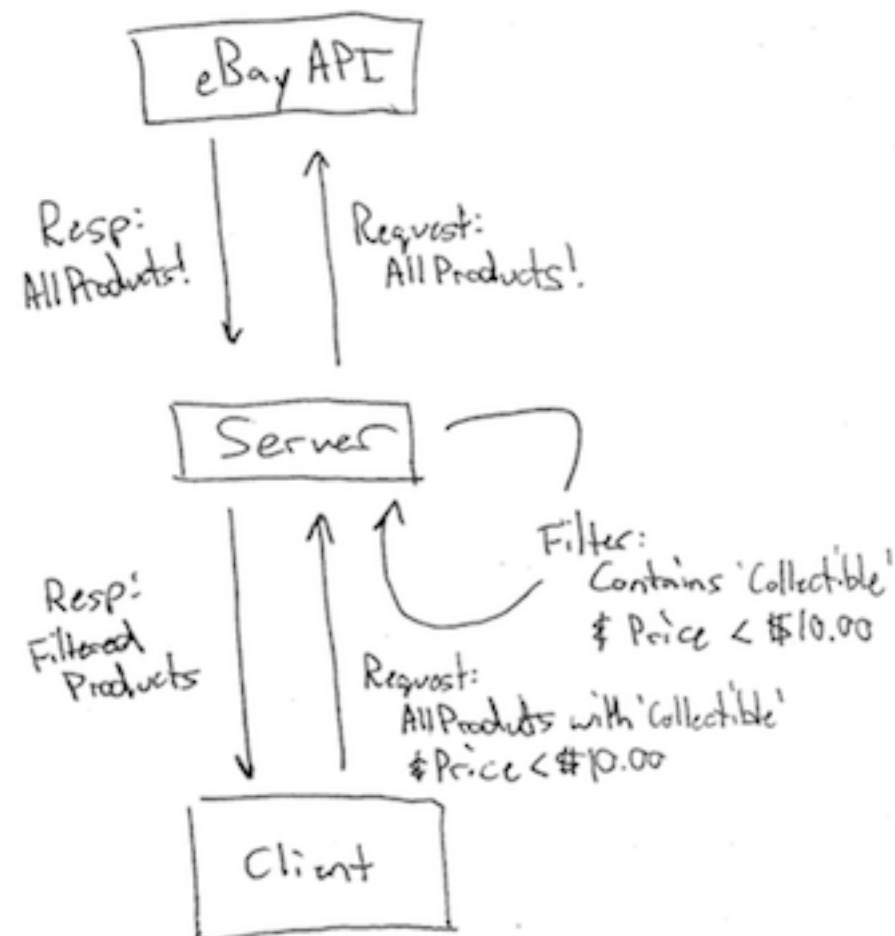 eBay API
Resp:
All Products!
Request:
All Products!
Server
Filter:
Contains 'Collectible'
& Price < $10.00
Resp:
Filtered
Products
Request:
All Produts with 'Collectible'
& Price < $10.00
Client